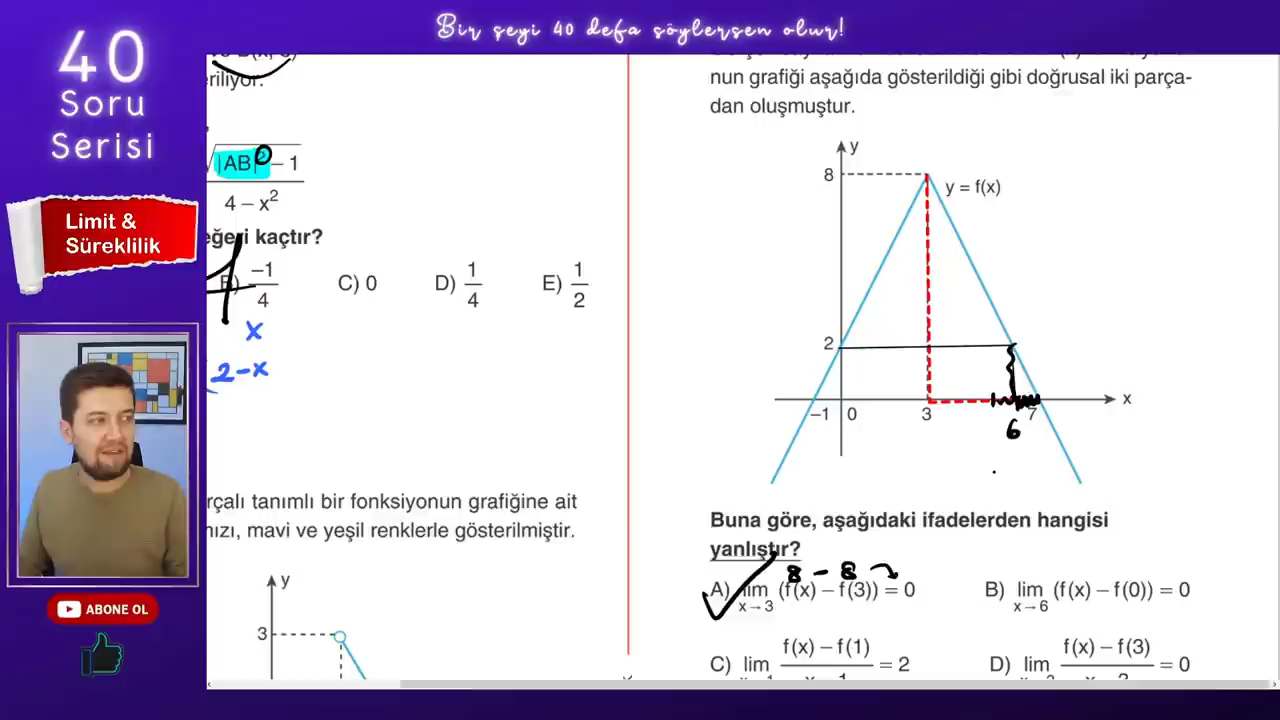 Bir şeyi 40 defa söylersen olur!
40
Soru
Serisi
Limit &
Süreklilik
ABONE OL
eriliyor.
|AB|² – 1
0
4 – x²
eğeri kaçtır?
B) –1/4 C) 0 D) 1/4 E) 1/2
x
2-x
rçalı tanımlı bir fonksiyonun grafiğine ait
nızı, mavi ve yeşil renklerle gösterilmiştir.
y
3
nun grafiği aşağıda gösterildiği gibi doğrusal iki parça-
dan oluşmuştur.
y
8
y = f(x)
2
x
–1 0 3 7
6
Buna göre, aşağıdaki ifadelerden hangisi
yanlıştır?
8 - 8
A) lim x→3 (f(x) – f(3)) = 0 B) lim x→6 (f(x) – f(0)) = 0
C) lim f(x) – f(1) = 2 D) lim f(x) – f(3) = 0